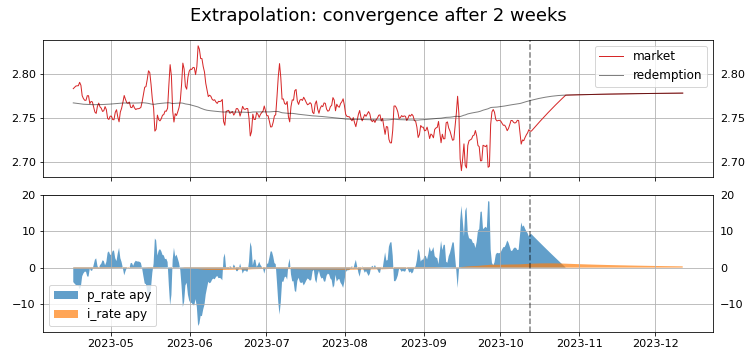 Extrapolation: convergence after 2 weeks
2.80
2.75
2.70
market
redemption
2.80
2.75
2.70
20
10
0
−10
p_rate apy
i_rate apy
20
10
0
−10
2023-05 2023-06 2023-07 2023-08 2023-09 2023-10 2023-11 2023-12